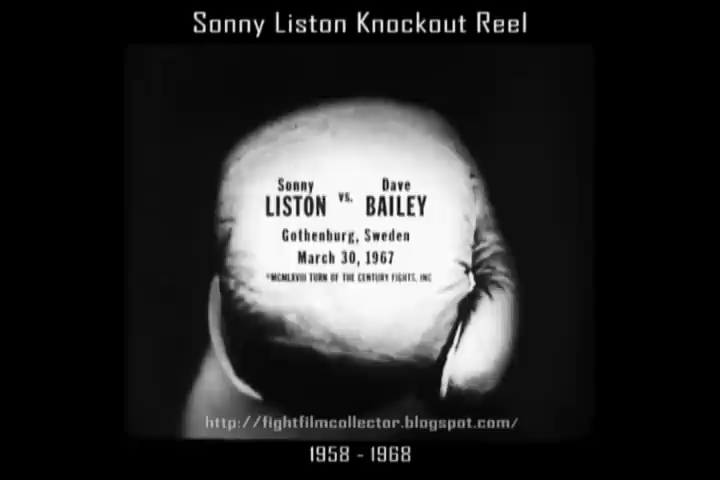 Sonny Liston Knockout Reel
Sonny vs. Dave
LISTON BAILEY
Gothenburg, Sweden
March 30, 1967
©MCMLXVIII TURN OF THE CENTURY FIGHTS, INC
http://fightfilmcollector.blogspot.com/
1958 - 1968